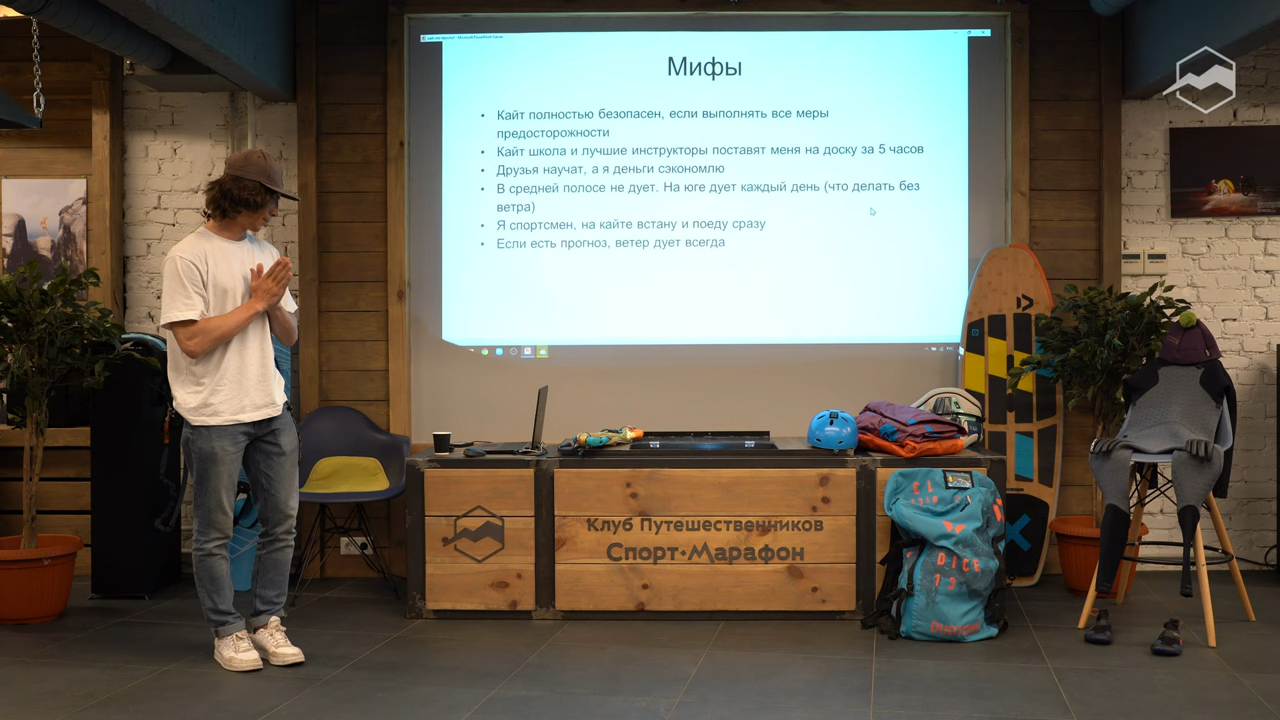 Мифы
• Кайт полностью безопасен, если выполнять все меры
предосторожности
• Кайт школа и лучшие инструкторы поставят меня на доску за 5 часов
• Друзья научат, а я деньги сэкономлю
• В средней полосе не дует. На юге дует каждый день (что делать без
ветра)
• Я спортсмен, на кайте встану и поеду сразу
• Если есть прогноз, ветер дует всегда
Клуб Путешественников
Спорт•Марафон
DICE
13
DUOTONE